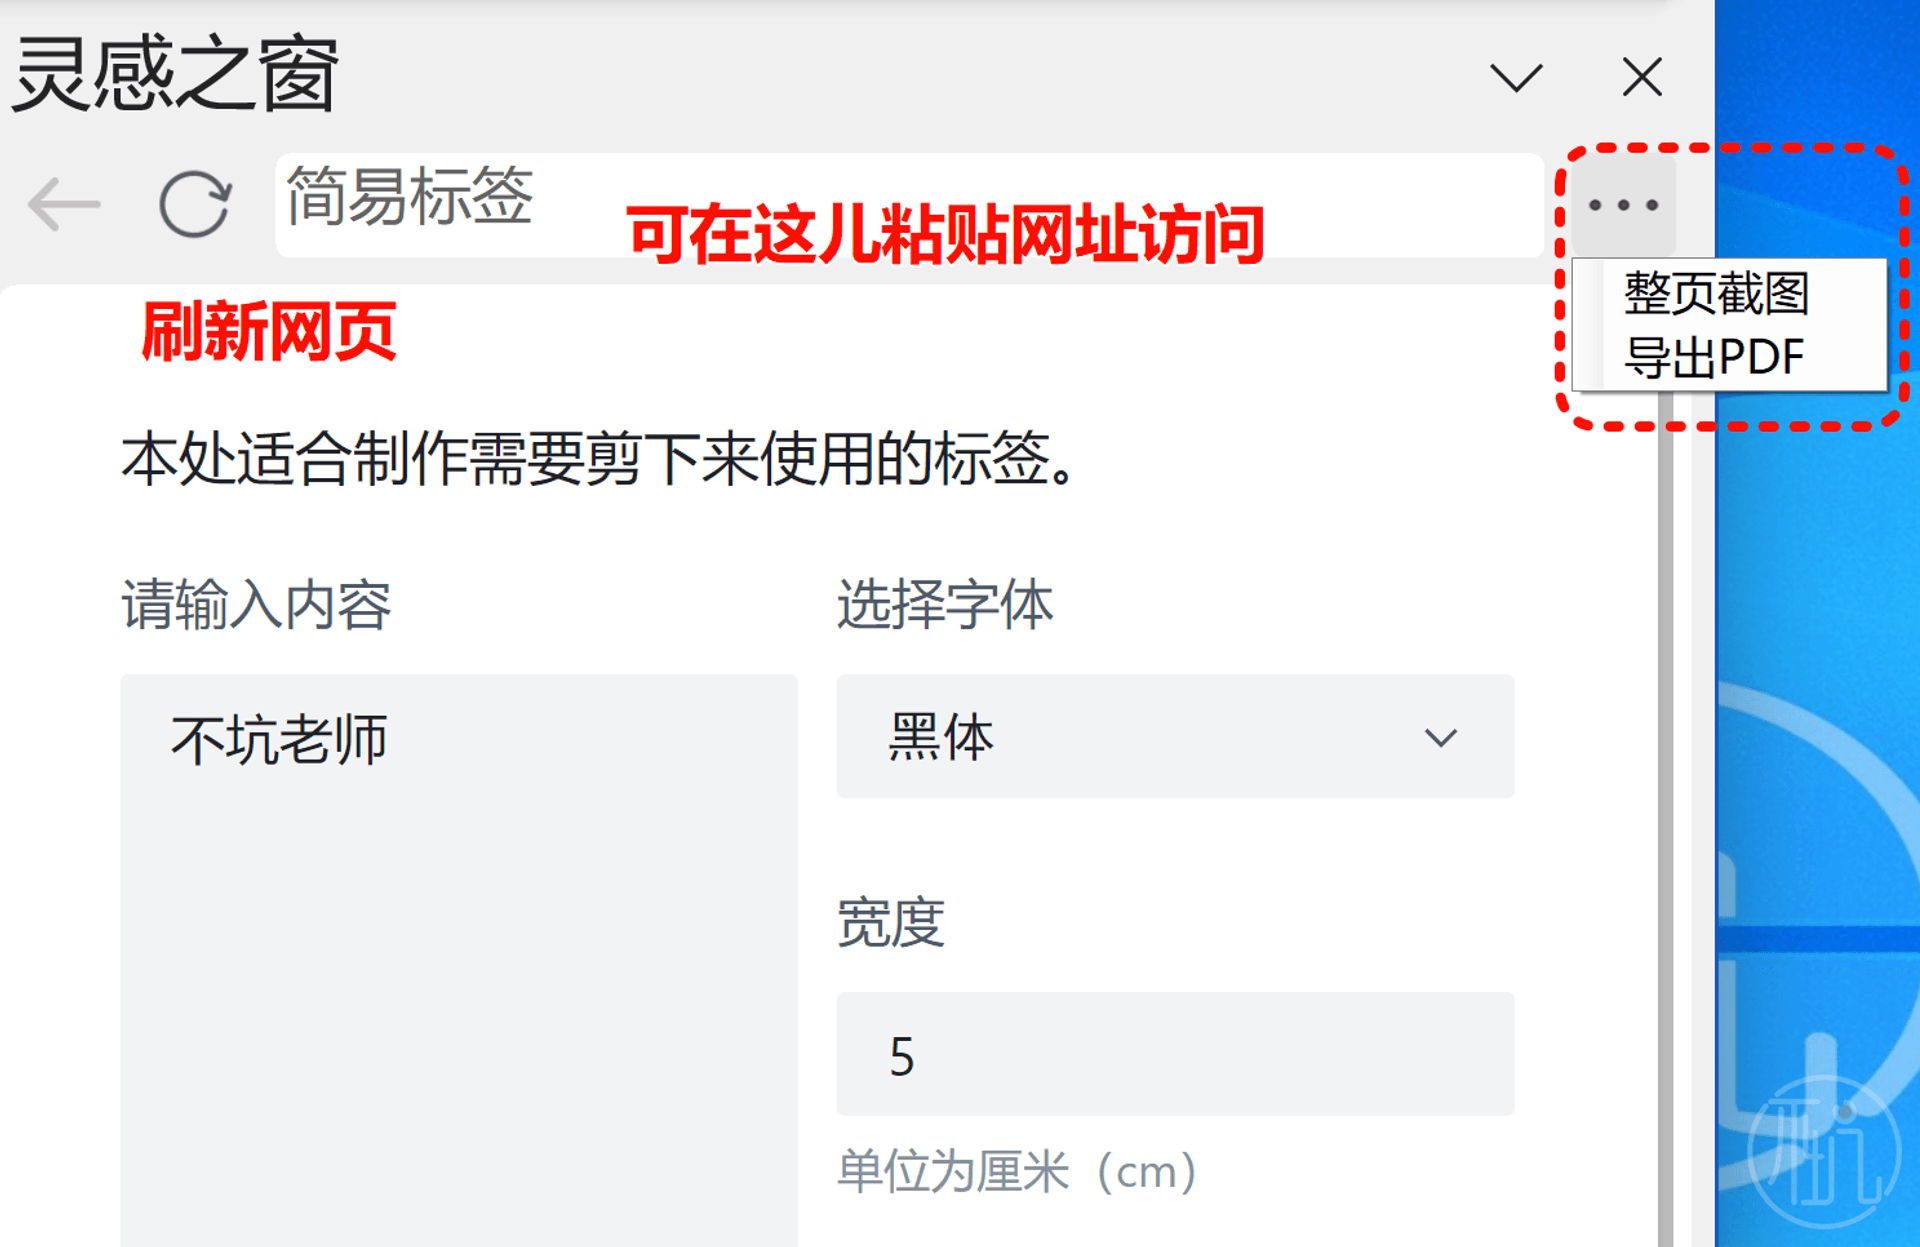 灵感之窗
简易标签
可在这儿粘贴网址访问
整页截图
导出PDF
刷新网页
本处适合制作需要剪下来使用的标签。
请输入内容
选择字体
不坑老师
黑体
宽度
5
单位为厘米（cm）
不坑